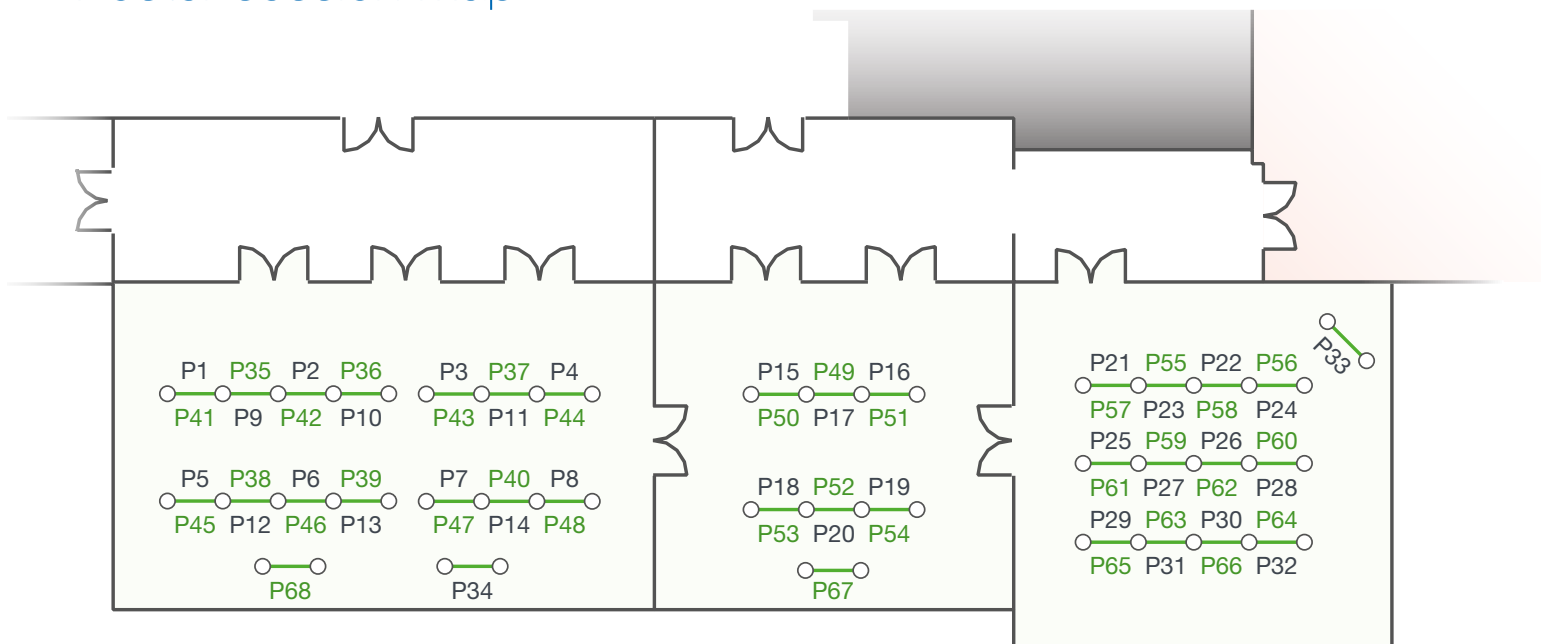 P1 P35 P2 P36
P41 P9 P42 P10
P3 P37 P4
P43 P11 P44
P5 P38 P6 P39
P45 P12 P46 P13
P7 P40 P8
P47 P14 P48
P68
P34
P15 P49 P16
P50 P17 P51
P18 P52 P19
P53 P20 P54
P67
P33
P21 P55 P22 P56
P57 P23 P58 P24
P25 P59 P26 P60
P61 P27 P62 P28
P29 P63 P30 P64
P65 P31 P66 P32